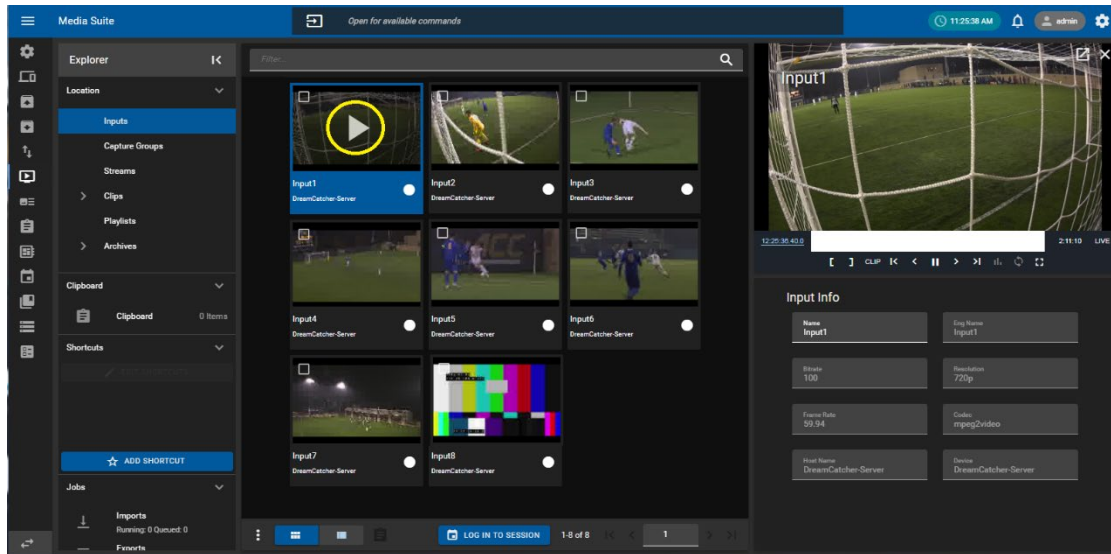 Media Suite
Open for available commands
11:25:38 AM
admin
Explorer
Location
Inputs
Capture Groups
Streams
Clips
Playlists
Archives
Clipboard
Clipboard 0 Items
Shortcuts
ADD SHORTCUT
Jobs
Imports
Running: 0 Queued: 0
Exports
Filter...
Input1
DreamCatcher-Server
Input2
DreamCatcher-Server
Input3
DreamCatcher-Server
Input4
DreamCatcher-Server
Input5
DreamCatcher-Server
Input6
DreamCatcher-Server
Input7
DreamCatcher-Server
Input8
DreamCatcher-Server
LOG IN TO SESSION
1-8 of 8
1
Input1
2:11:10 LIVE
[ ] CLIP
Input Info
Name
Input1
Eng Name
Input1
Bitrate
100
Resolution
720p
Frame Rate
59.94
Codec
mpeg2video
Host Name
DreamCatcher-Server
Device
DreamCatcher-Server